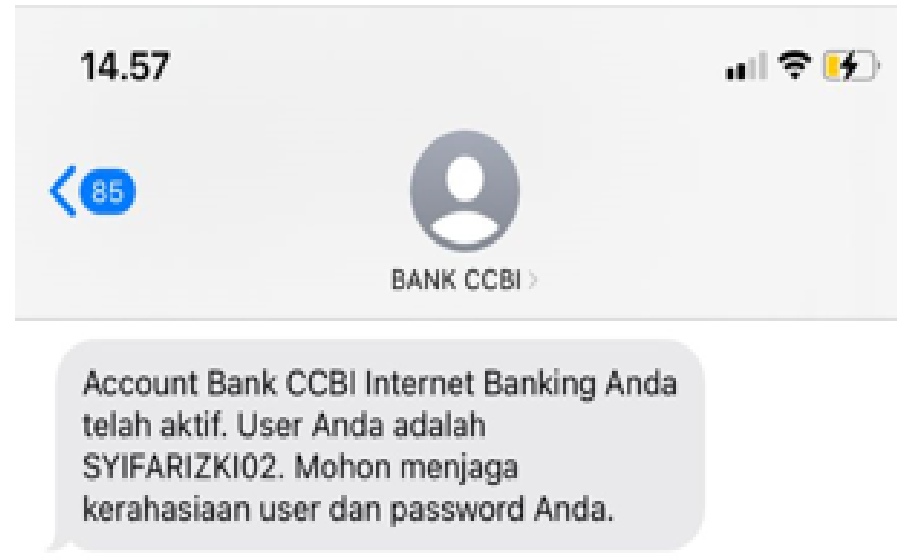 14.57
85
BANK CCBI
Account Bank CCBI Internet Banking Anda
telah aktif. User Anda adalah
SYIFARIZKI02. Mohon menjaga
kerahasiaan user dan password Anda.